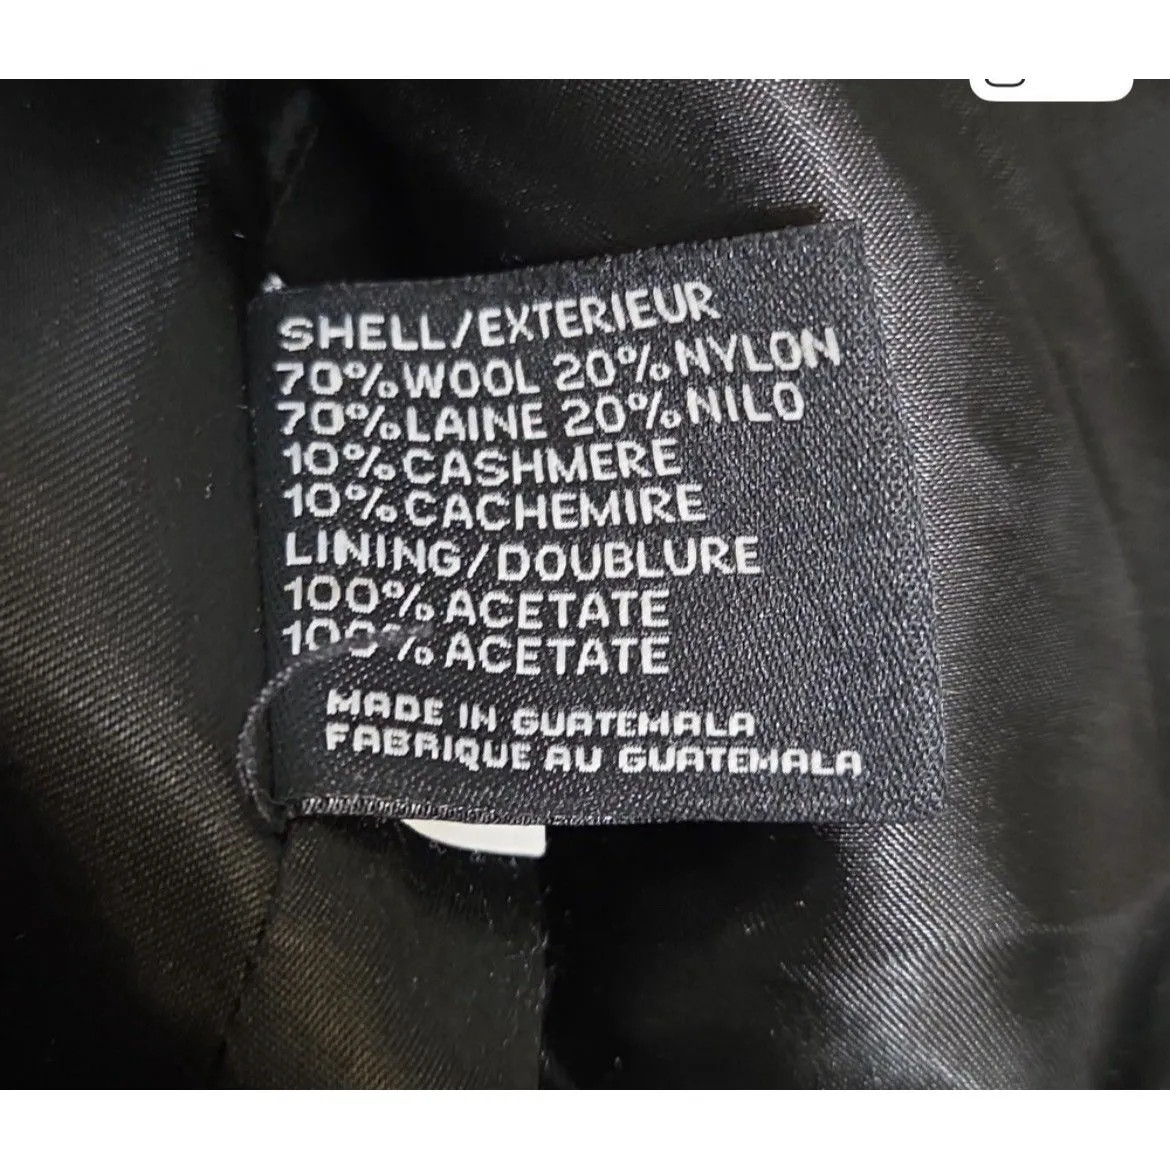 SHELL/EXTERIEUR
70%WOOL 20%NYLON
70%LAINE 20%NILO
10%CASHMERE
10%CACHEMIRE
LINING/DOUBLURE
100%ACETATE
100%ACETATE
MADE IN GUATEMALA
FABRIQUE AU GUATEMALA